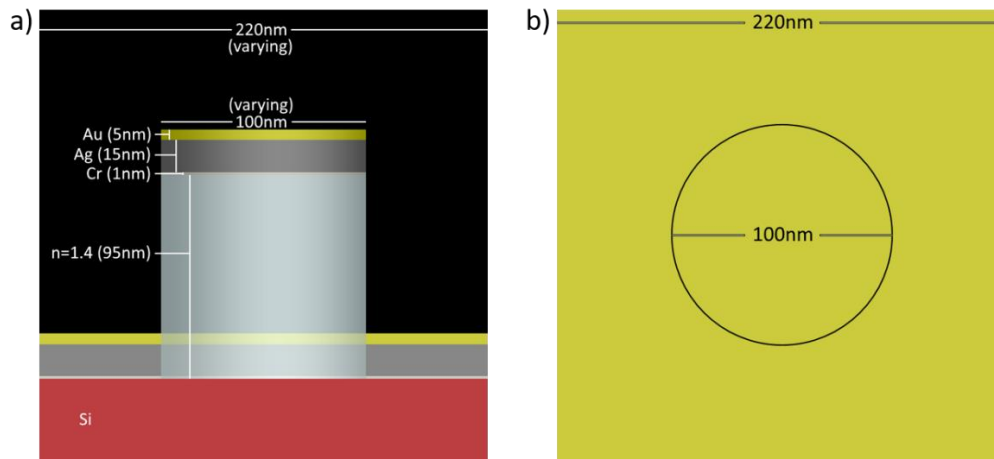 a)
220nm
(varying)
(varying)
100nm
Au (5nm)
Ag (15nm)
Cr (1nm)
n=1.4 (95nm)
Si
b)
220nm
100nm